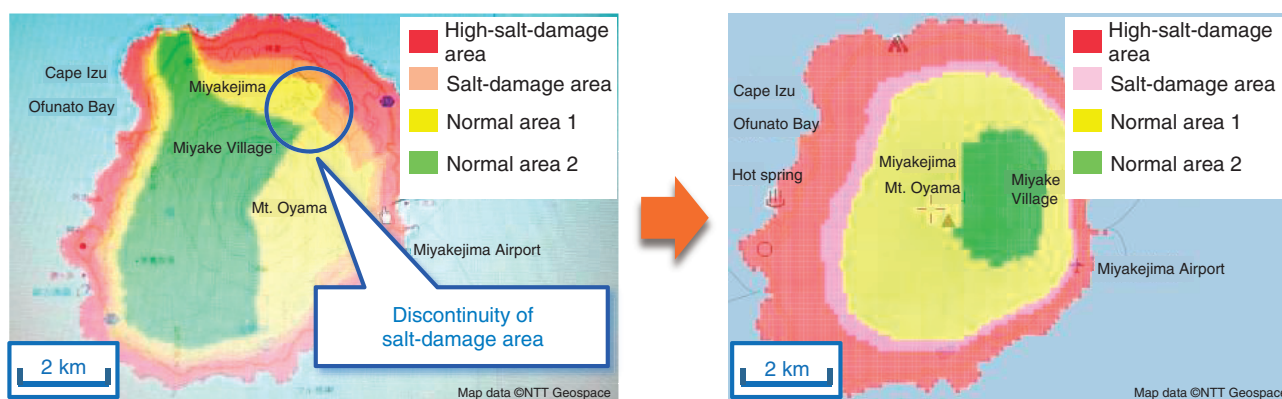 High-salt-damage
area
Salt-damage area
Normal area 1
Normal area 2
Cape Izu
Ofunato Bay
Miyakejima
Miyake Village
Mt. Oyama
Miyakejima Airport
Discontinuity of
salt-damage area
2 km
Map data ©NTT Geospace
High-salt-damage
area
Salt-damage area
Normal area 1
Normal area 2
Cape Izu
Ofunato Bay
Hot spring
Miyakejima
Mt. Oyama
Miyake
Village
Miyakejima Airport
2 km
Map data ©NTT Geospace